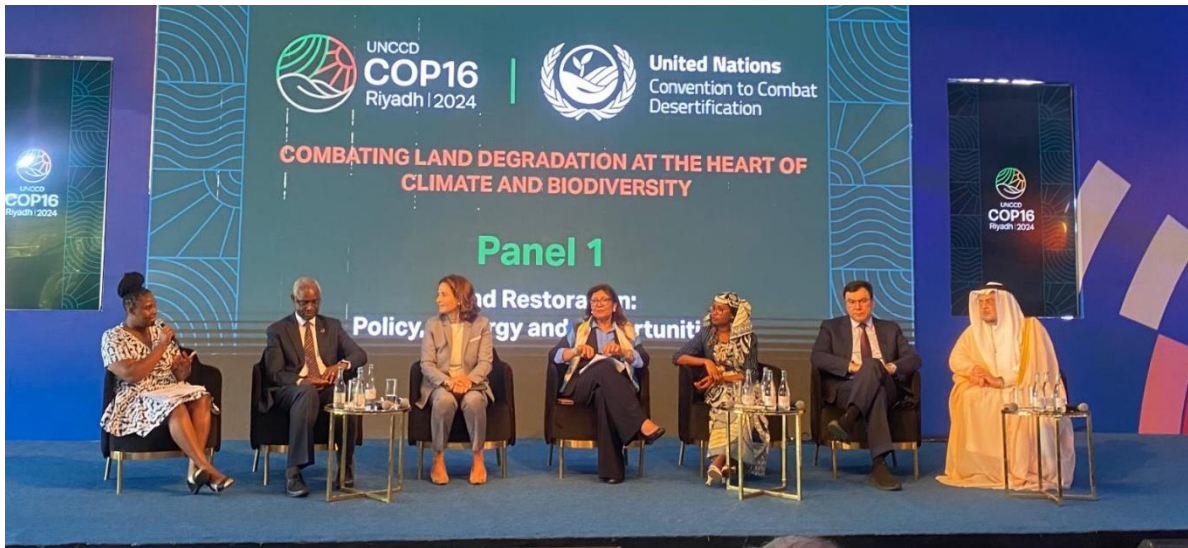 UNCCD
COP16
Riyadh | 2024
United Nations
Convention to Combat
Desertification
COMBATING LAND DEGRADATION AT THE HEART OF
CLIMATE AND BIODIVERSITY
Panel 1
Policy,
UNCCD
COP16
Riyadh | 2024
UNCCD
COP16
Riyadh | 2024